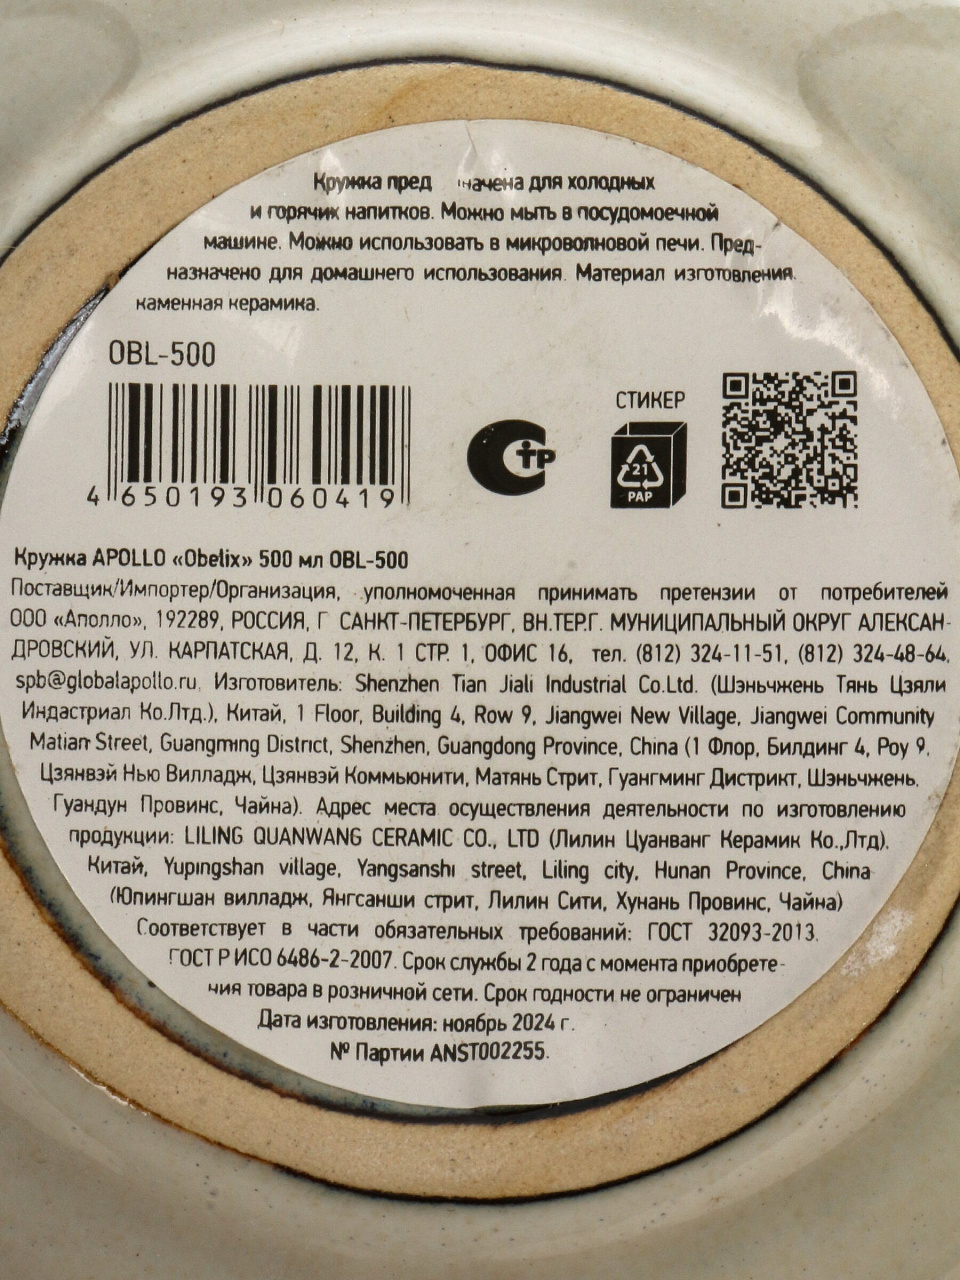 Кружка пред начена для холодных
и горячих напитков. Можно мыть в посудомоечной
машине. Можно использовать в микроволновой печи. Пред-
назначено для домашнего использования. Материал изготовления:
каменная керамика.
OBL-500
СТИКЕР
4 650193 060419
СТР
21
PAP
Кружка APOLLO «Obelix» 500 мл OBL-500
Поставщик/Импортер/Организация, уполномоченная принимать претензии от потребителей
ООО «Аполло», 192289, РОССИЯ, Г САНКТ-ПЕТЕРБУРГ, ВН.ТЕР.Г. МУНИЦИПАЛЬНЫЙ ОКРУГ АЛЕКСАН-
ДРОВСКИЙ, УЛ. КАРПАТСКАЯ, Д. 12, К. 1 СТР. 1, ОФИС 16, тел. (812) 324-11-51, (812) 324-48-64,
spb@globalapollo.ru. Изготовитель: Shenzhen Tian Jiali Industrial Co.Ltd. (Шэньчжень Тянь Цзяли
Индастриал Ко.Лтд.), Китай, 1 Floor, Building 4, Row 9, Jiangwei New Village, Jiangwei Community
Matian Street, Guangming District, Shenzhen, Guangdong Province, China (1 Флор, Билдинг 4, Роу 9,
Цзянвэй Нью Вилладж, Цзянвэй Коммьюнити, Матянь Стрит, Гуангминг Дистрикт, Шэньчжень,
Гуандун Провинс, Чайна). Адрес места осуществления деятельности по изготовлению
продукции: LILING QUANWANG CERAMIC CO., LTD (Лилин Цуанванг Керамик Ко.,Лтд).
Китай, Yupingshan village, Yangsanshi street, Liling city, Hunan Province, China
(Юпингшан вилладж, Янгсанши стрит, Лилин Сити, Хунань Провинс, Чайна)
Соответствует в части обязательных требований: ГОСТ 32093-2013.
ГОСТ Р ИСО 6486-2-2007. Срок службы 2 года с момента приобрете-
ния товара в розничной сети. Срок годности не ограничен
Дата изготовления: ноябрь 2024 г.
№ Партии ANST002255.